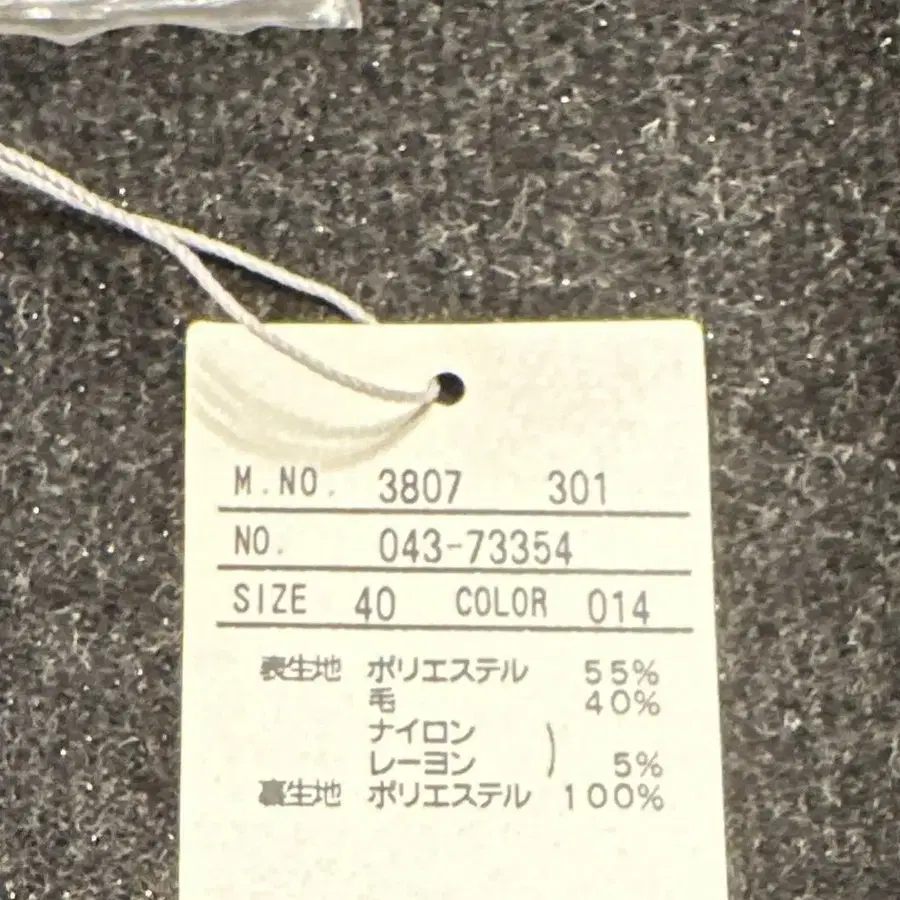 M.NO. 3807 301
NO. 043-73354
SIZE 40 COLOR 014
表生地 ポリエステル 55%
毛 40%
ナイロン
レーヨン ) 5%
裏生地 ポリエステル 100%